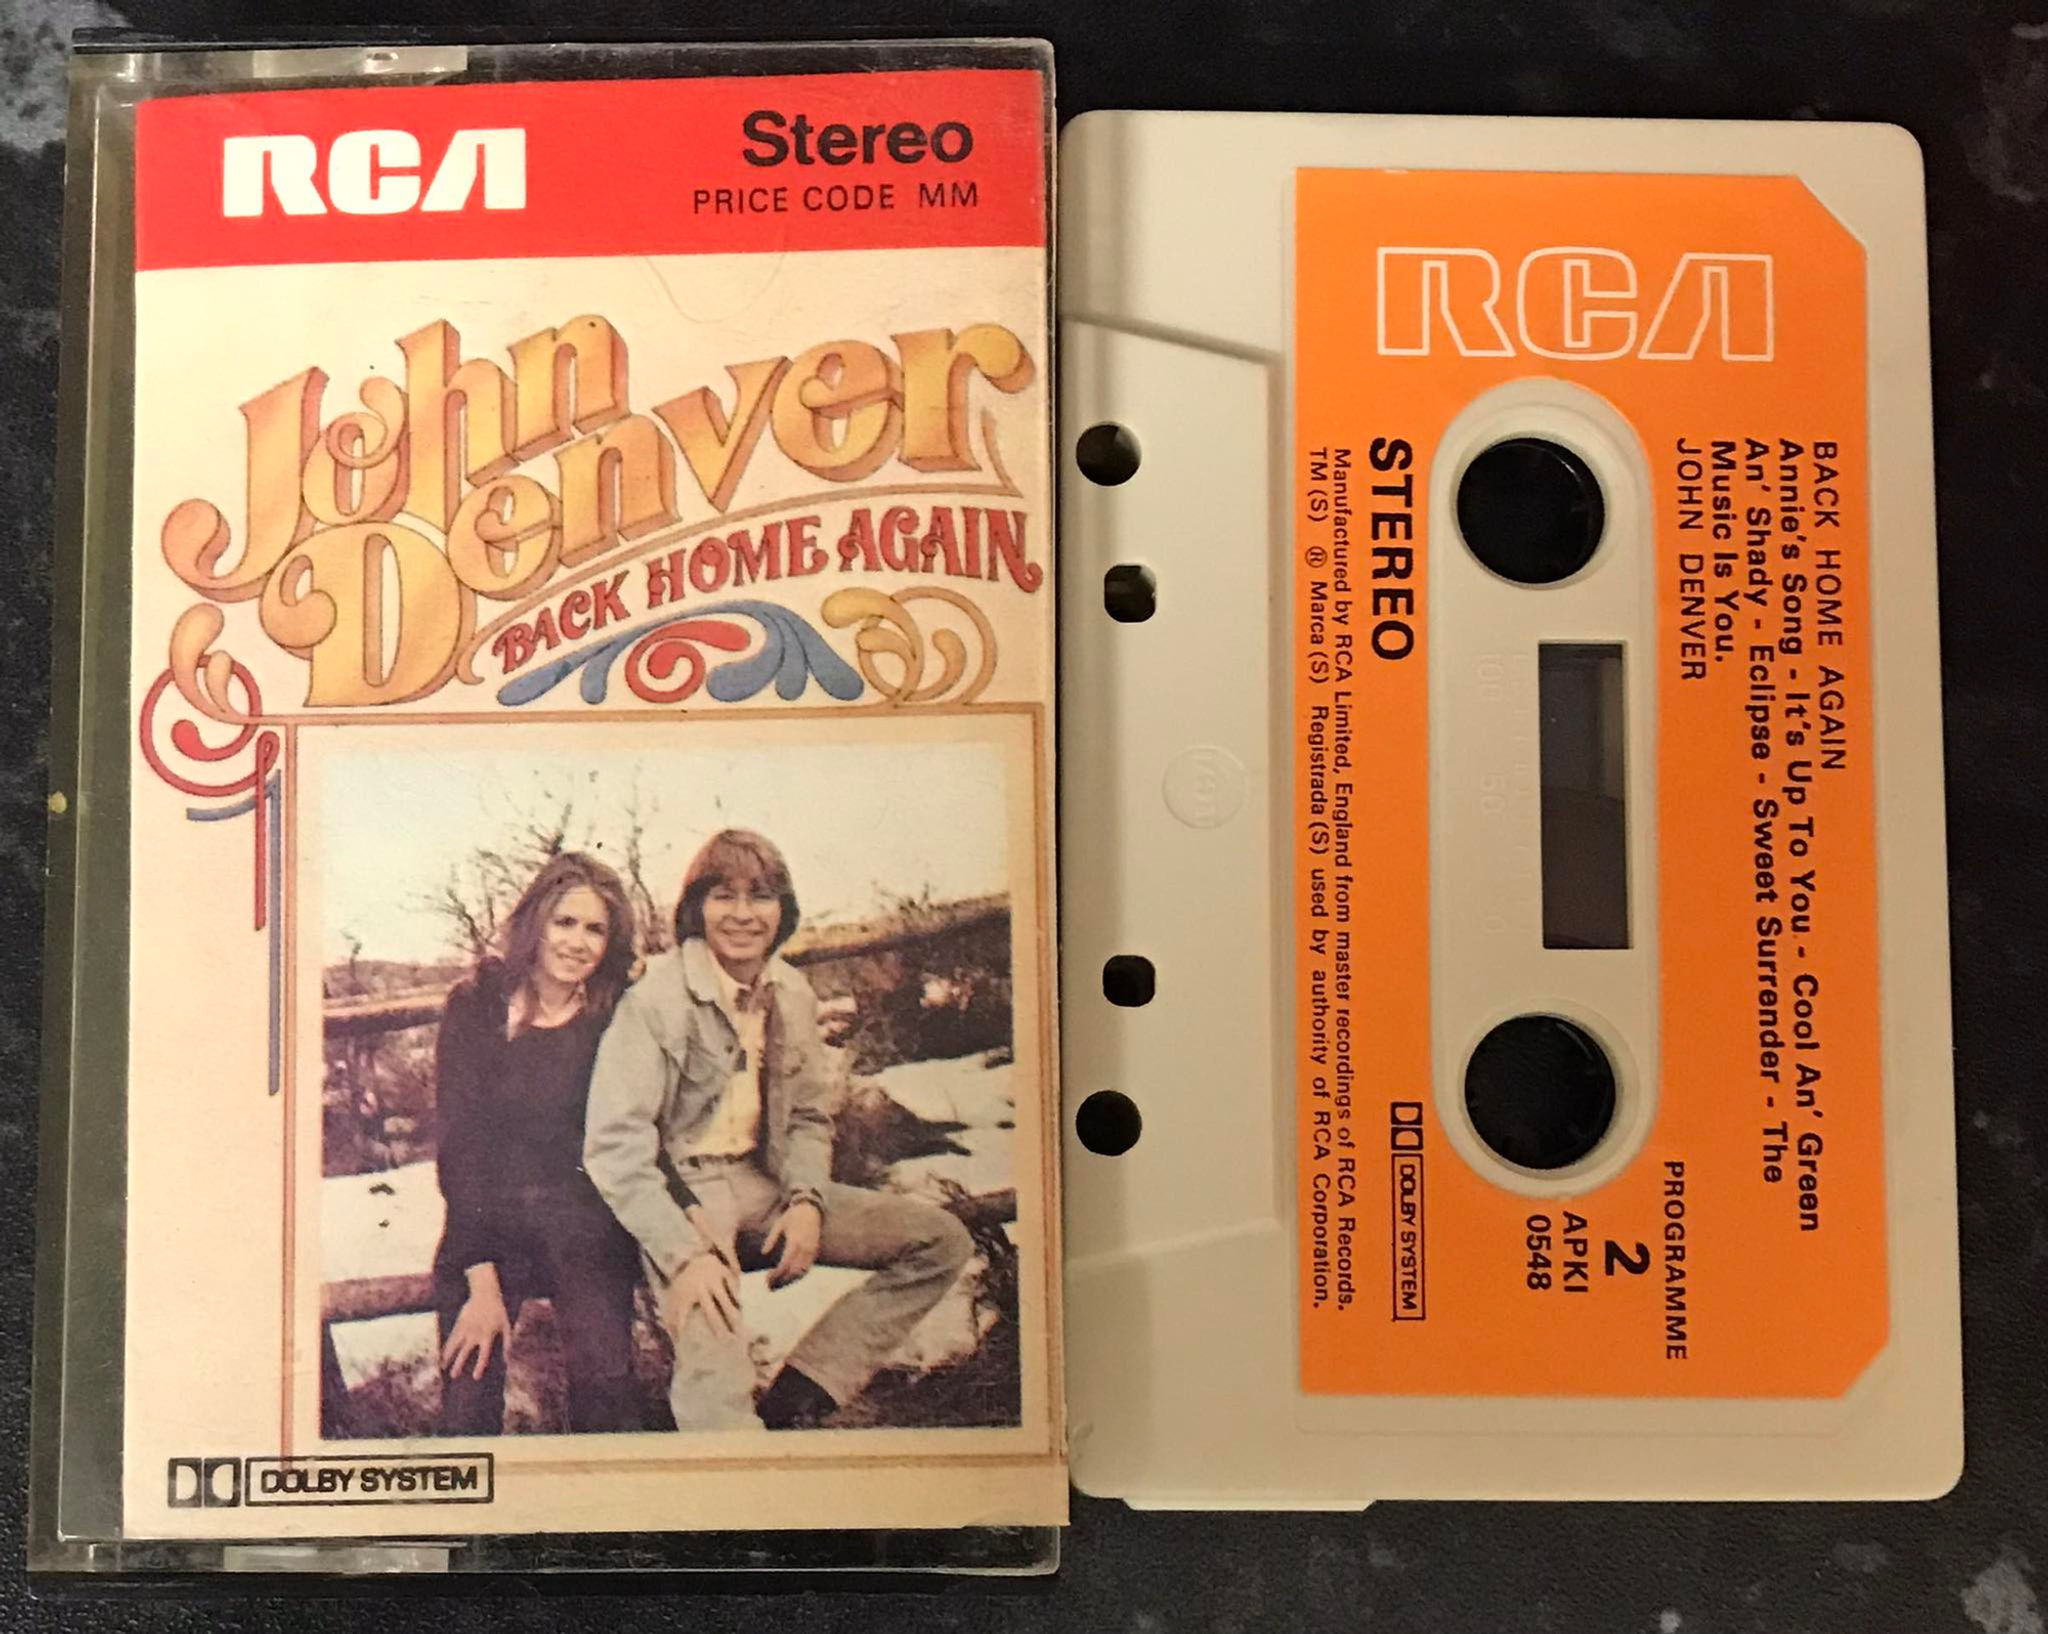 RCA
Stereo
PRICE CODE MM
John
Denver
BACK HOME AGAIN
DOLBY SYSTEM
RCA
BACK HOME AGAIN
Annie's Song - It's Up To You - Cool An' Green
An' Shady - Eclipse - Sweet Surrender - The
Music Is You.
JOHN DENVER
PROGRAMME
2
APKI
0548
STEREO
DOLBY SYSTEM
Manufactured by RCA Limited, England from master recordings of RCA Records.
TM (S) ® Marca (S) Registrada (S) used by authority of RCA Corporation.